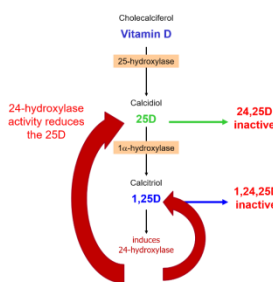 Cholecalciferol
Vitamin D
25-hydroxylase
24-hydroxylase
activity reduces
the 25D
Calcidiol
25D
24,25D
inactive
1α-hydroxylase
Calcitriol
1,25D
1,24,25D
inactive
induces
24-hydroxylase